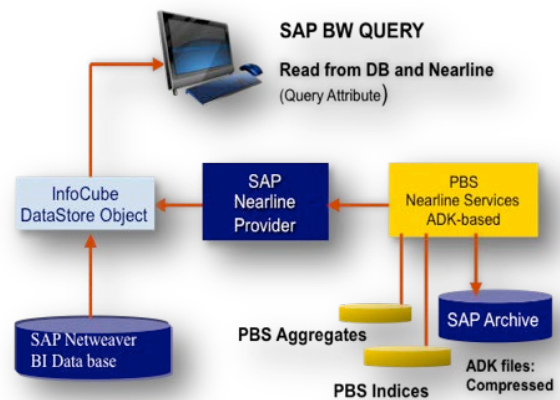 SAP BW QUERY
Read from DB and Nearline
(Query Attribute)
InfoCube
DataStore Object
SAP
Nearline
Provider
PBS
Nearline Services
ADK-based
SAP Netweaver
BI Data base
PBS Aggregates
PBS Indices
SAP Archive
ADK files:
Compressed